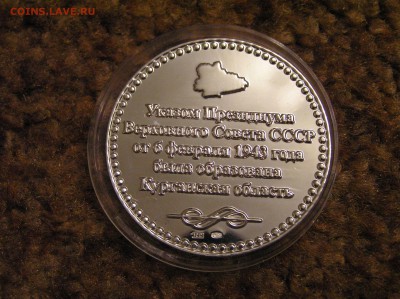 COINS.LAVE.RU
Указом Президиума
Верховного Совета СССР
от 6 февраля 1943 года
была образована
Курганская область